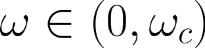 ω ∈ (0, ω_c)